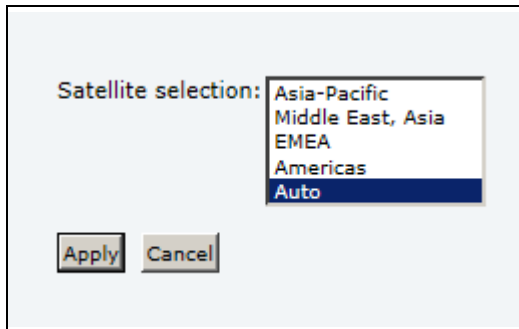 Satellite selection:
Asia-Pacific
Middle East, Asia
EMEA
Americas
Auto
Apply
Cancel